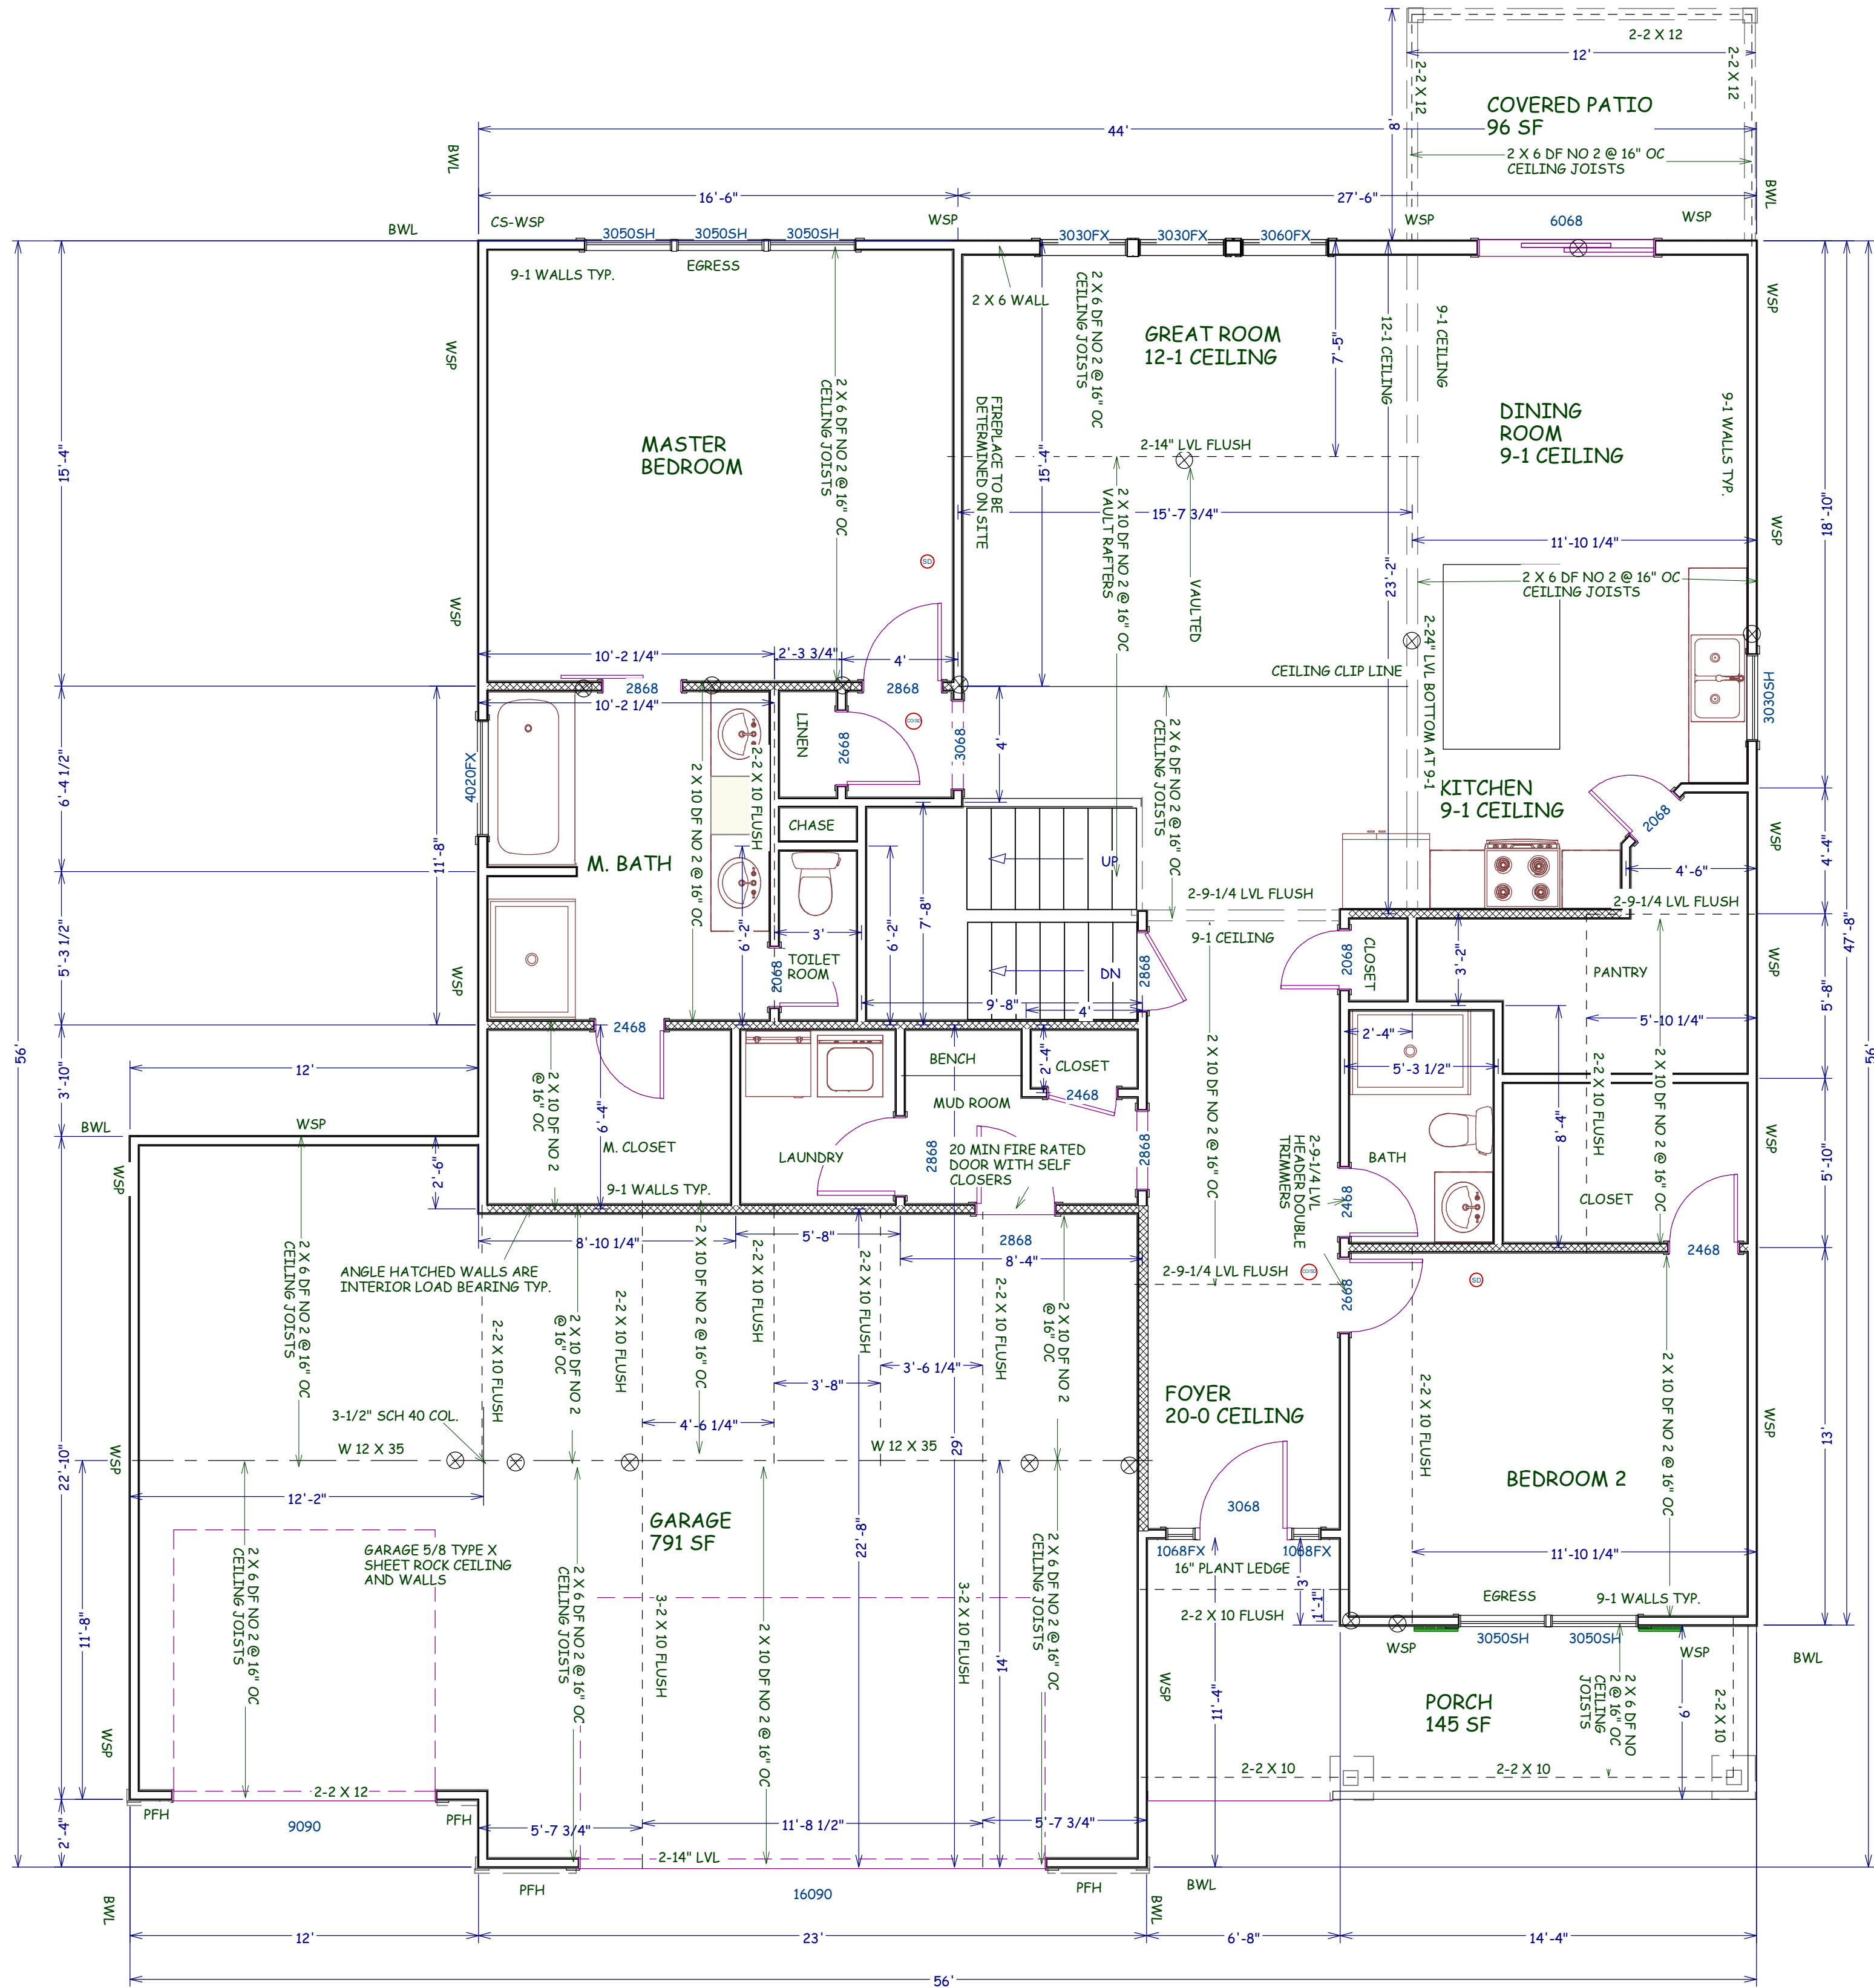 2-2 X 12
12'
2-2 X 12
2-2 X 12
COVERED PATIO
96 SF
8'
44'
2 X 6 DF NO 2 @ 16" OC
CEILING JOISTS
BWL
BWL
16'-6"
27'-6"
BWL
CS-WSP
WSP
WSP
6068
WSP
3050SH
3050SH
3050SH
3030FX
3030FX
3060FX
9-1 WALLS TYP.
EGRESS
2 X 6 WALL
2 X 6 DF NO 2 @ 16" OC
CEILING JOISTS
GREAT ROOM
12-1 CEILING
7'-5"
12-1 CEILING
9-1 CEILING
WSP
WSP
2 X 6 DF NO 2 @ 16" OC
CEILING JOISTS
MASTER
BEDROOM
FIREPLACE TO BE
DETERMINED ON SITE
15'-4"
15'-4"
2-14" LVL FLUSH
DINING
ROOM
9-1 CEILING
9-1 WALLS TYP.
18'-10"
2 X 10 DF NO 2 @ 16" OC
VAULT RAFTERS
VAULTED
15'-7 3/4"
11'-10 1/4"
WSP
SD
23'-2"
2 X 6 DF NO 2 @ 16" OC
CEILING JOISTS
WSP
2-24" LVL BOTTOM AT 9-1
10'-2 1/4"
2'-3 3/4"
4'
CEILING CLIP LINE
3030SH
2868
2868
10'-2 1/4"
LINEN
CO/SD
2668
3068
4'
2 X 6 DF NO 2 @ 16" OC
CEILING JOISTS
4020FX
6'-4 1/2"
11'-8"
2 X 10 DF NO 2 @ 16" OC
2-2 X 10 FLUSH
KITCHEN
9-1 CEILING
2068
CHASE
WSP
4'-4"
M. BATH
UP
4'-6"
2-9-1/4 LVL FLUSH
2-9-1/4 LVL FLUSH
5'-3 1/2"
6'-2"
3'
6'-2"
7'-8"
9-1 CEILING
TOILET
ROOM
2068
DN
2868
2068
CLOSET
3'-2"
PANTRY
WSP
WSP
47'-8"
5'-8"
9'-8"
4'
5'-10 1/4"
56'
56'
2468
2'-4"
5'-3 1/2"
3'-10"
12'
2 X 10 DF NO 2
@ 16" OC
6'-4"
BENCH
2'-4"
CLOSET
2468
MUD ROOM
2 X 10 DF NO 2 @ 16" OC
2-2 X 10 FLUSH
2 X 10 DF NO 2 @ 16" OC
BWL
WSP
M. CLOSET
LAUNDRY
2868
20 MIN FIRE RATED
DOOR WITH SELF
CLOSERS
2868
2-9-1/4 LVL
HEADER DOUBLE
TRIMMERS
BATH
8'-4"
WSP
5'-10"
WSP
2'-6"
9-1 WALLS TYP.
2468
CLOSET
2468
8'-10 1/4"
5'-8"
2868
8'-4"
2-9-1/4 LVL FLUSH
CO/SD
2668
SD
ANGLE HATCHED WALLS ARE
INTERIOR LOAD BEARING TYP.
2 X 6 DF NO 2 @ 16" OC
CEILING JOISTS
2-2 X 10 FLUSH
2 X 10 DF NO 2
@ 16" OC
2-2 X 10 FLUSH
2 X 10 DF NO 2 @ 16" OC
2-2 X 10 FLUSH
2-2 X 10 FLUSH
2-2 X 10 FLUSH
2 X 10 DF NO 2
@ 16" OC
3'-6 1/4"
3'-8"
4'-6 1/4"
3-1/2" SCH 40 COL.
FOYER
20-0 CEILING
2-2 X 10 FLUSH
2 X 10 DF NO 2 @ 16" OC
WSP
13'
22'-10"
WSP
W 12 X 35
W 12 X 35
29'
BEDROOM 2
12'-2"
GARAGE
791 SF
22'-8"
3068
GARAGE 5/8 TYPE X
SHEET ROCK CEILING
AND WALLS
1068FX
1068FX
11'-10 1/4"
16" PLANT LEDGE
3'
1'-1"
EGRESS
9-1 WALLS TYP.
2-2 X 10 FLUSH
11'-8"
2 X 6 DF NO 2 @ 16" OC
CEILING JOISTS
2 X 6 DF NO 2 @ 16" OC
CEILING JOISTS
3-2 X 10 FLUSH
2 X 10 DF NO 2 @ 16" OC
3-2 X 10 FLUSH
14'
2 X 6 DF NO 2 @ 16" OC
CEILING JOISTS
3050SH
3050SH
WSP
WSP
BWL
WSP
11'-4"
PORCH
145 SF
2 X 6 DF NO
2 @ 16" OC
CEILING
JOISTS
6'
2-2 X 10
WSP
2-2 X 10
2-2 X 10
2-2 X 12
PFH
PFH
9090
2'-4"
5'-7 3/4"
11'-8 1/2"
5'-7 3/4"
2-14" LVL
PFH
16090
PFH
BWL
BWL
BWL
12'
23'
6'-8"
14'-4"
56'